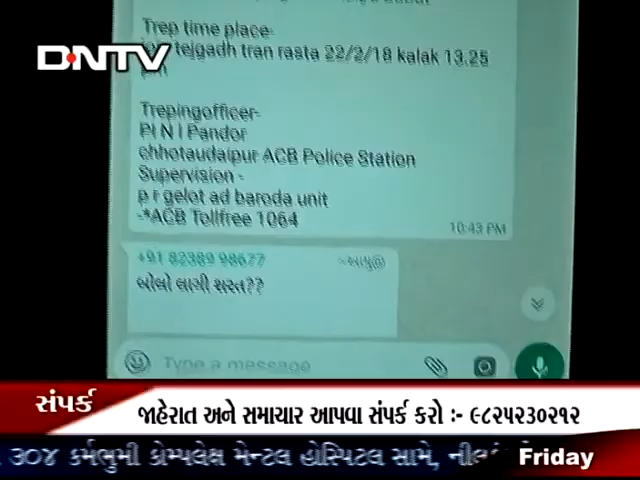 Trep time place-
tejgadh tran rasta 22/2/18 kalak 13.25
DNTV
Trepingofficer-
PI N I Pandor
chhotaudaipur ACB Police Station
Supervision -
p r gelot ad baroda unit
-*ACB Tollfree 1064
10:43 PM
+91 82389 98677
બોલો લાગી શરત??
Type a message
સંપર્ક
જાહેરાત અને સમાચાર આપવા સંપર્ક કરો :- ૯૮૨૫૨૩૦૨૧૨
૩૦૪ કર્મભુમી કોમ્પલેક્ષ મેન્ટલ હોસ્પિટલ સામે,
Friday